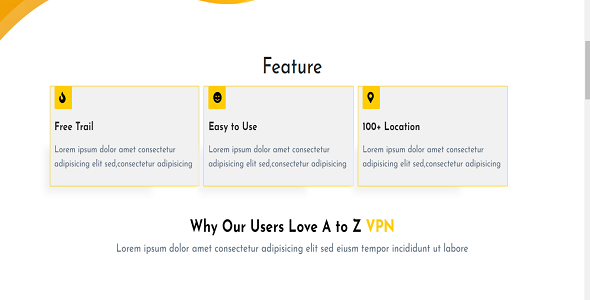 Feature
Free Trail
Lorem ipsum dolor amet consectetur
adipisicing elit sed,consectetur adipisicing
Easy to Use
Lorem ipsum dolor amet consectetur
adipisicing elit sed,consectetur adipisicing
100+ Location
Lorem ipsum dolor amet consectetur
adipisicing elit sed,consectetur adipisicing
Why Our Users Love A to Z VPN
Lorem ipsum dolor amet consectetur adipisicing elit sed eiusm tempor incididunt ut labore